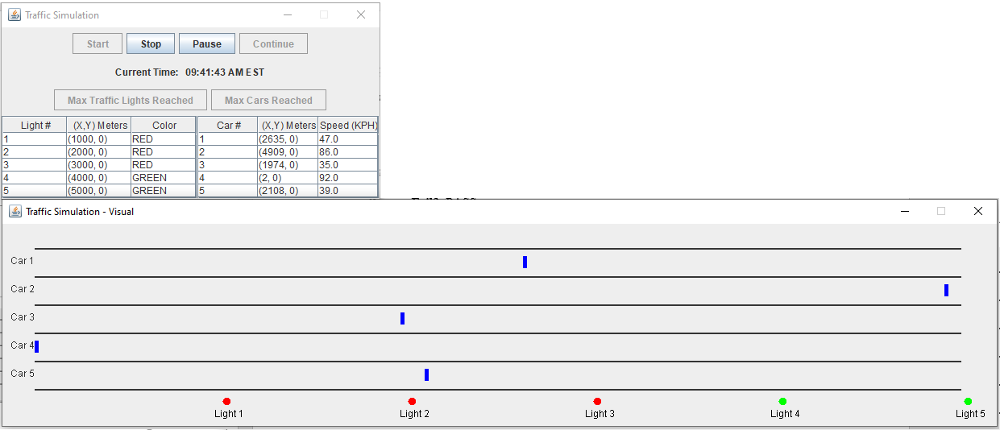 Traffic Simulation
Start Stop Pause Continue
Current Time: 09:41:43 AM EST
Max Traffic Lights Reached Max Cars Reached
Light # (X,Y) Meters Color Car # (X,Y) Meters Speed (KPH)
1 (1000, 0) RED 1 (2635, 0) 47.0
2 (2000, 0) RED 2 (4909, 0) 86.0
3 (3000, 0) RED 3 (1974, 0) 35.0
4 (4000, 0) GREEN 4 (2, 0) 92.0
5 (5000, 0) GREEN 5 (2108, 0) 39.0
Traffic Simulation - Visual
Car 1
Car 2
Car 3
Car 4
Car 5
Light 1 Light 2 Light 3 Light 4 Light 5